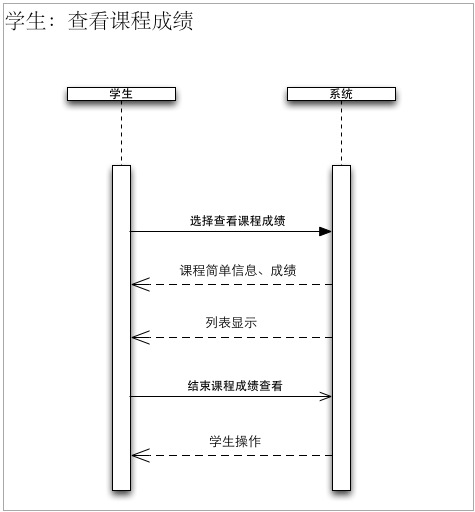 学生：查看课程成绩
学生
系统
选择查看课程成绩
课程简单信息、成绩
列表显示
结束课程成绩查看
学生操作